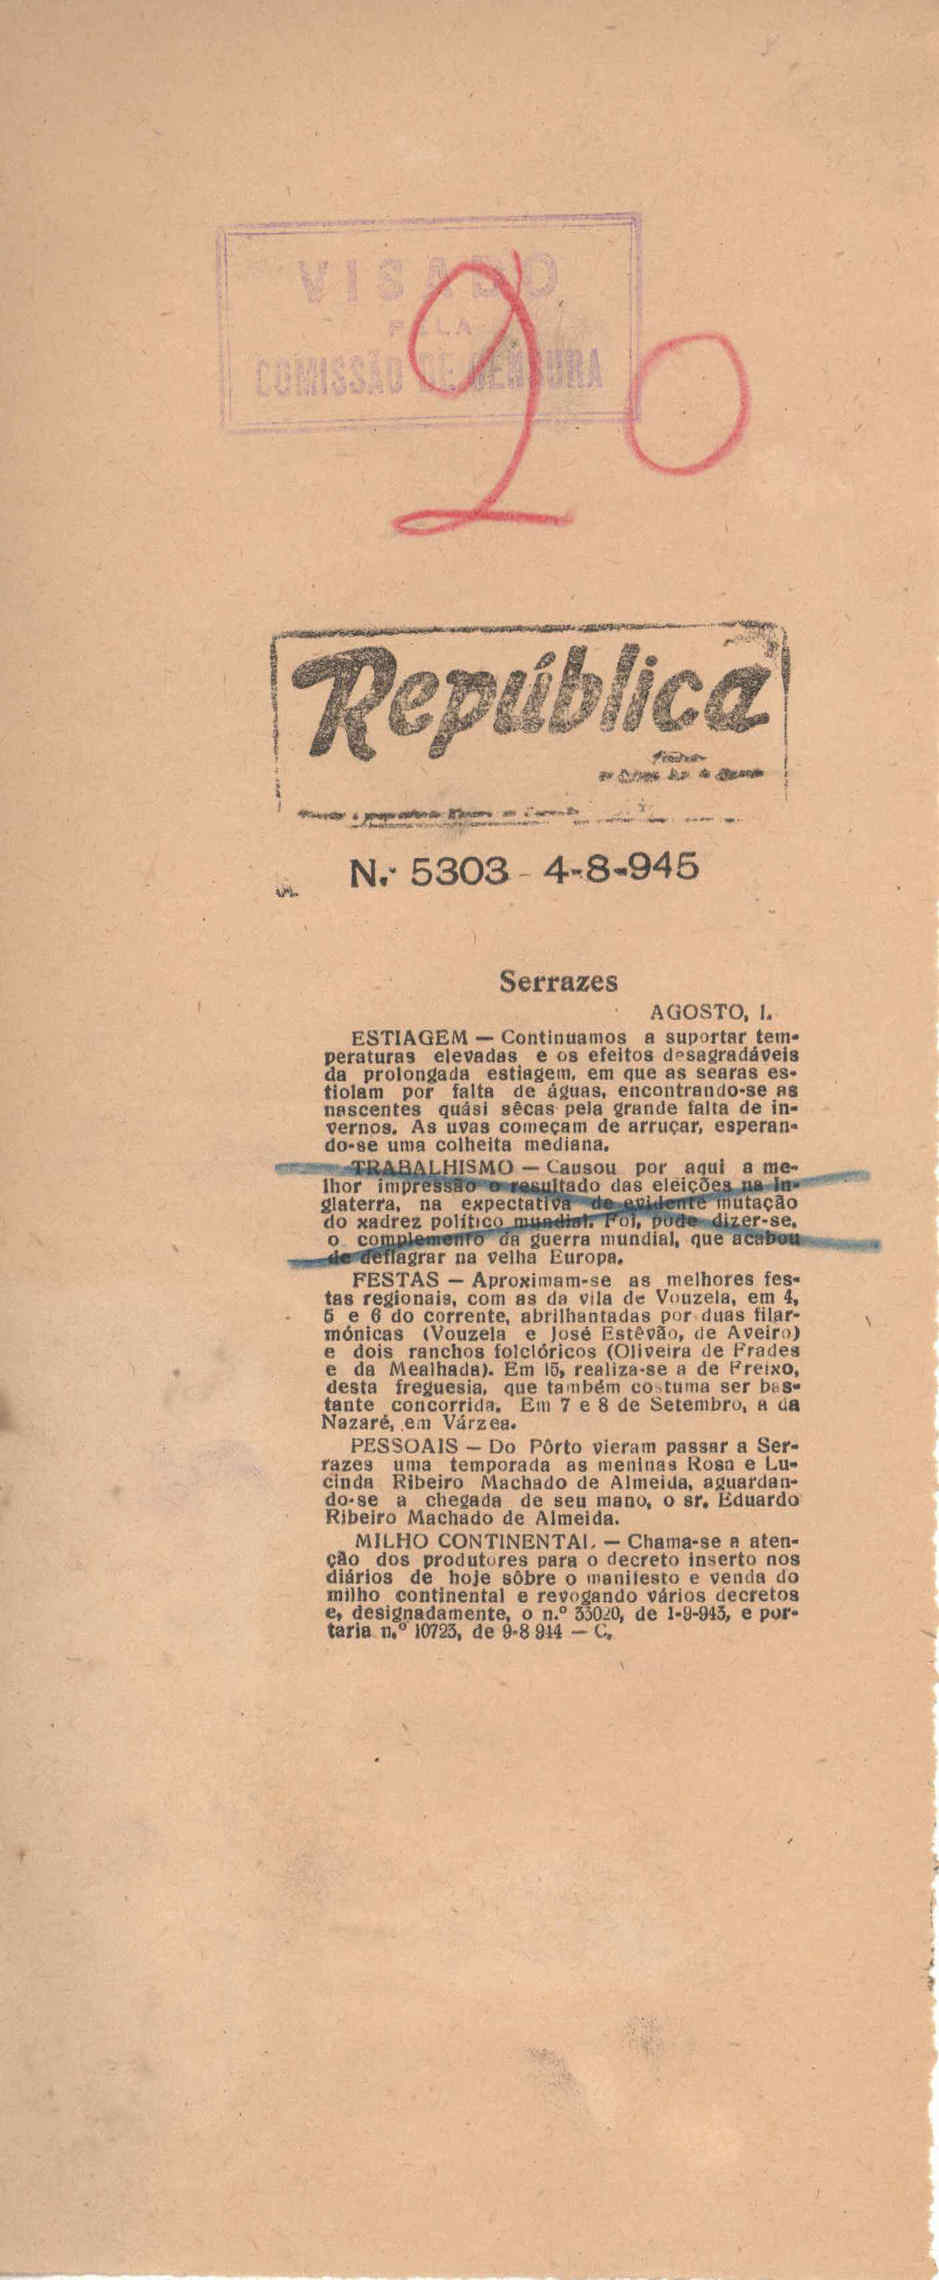 VISADO
PELA
COMISSÃO DE CENSURA
20
República
N.º 5303 - 4-8-945
Serrazes
AGOSTO, 1.
ESTIAGEM — Continuamos a suportar tem-
peraturas elevadas e os efeitos desagradáveis
da prolongada estiagem, em que as searas es-
tiolam por falta de águas, encontrando-se as
nascentes quási sêcas pela grande falta de in-
vernos. As uvas começam de arruçar, esperan-
do-se uma colheita mediana.
TRABALHISMO — Causou por aqui a me-
lhor impressão o resultado das eleições na In-
glaterra, na expectativa de evidente mutação
do xadrez político mundial. Foi, pode dizer-se,
o complemento da guerra mundial, que acabou
de deflagrar na velha Europa.
FESTAS — Aproximam-se as melhores fes-
tas regionais, com as da vila de Vouzela, em 4,
5 e 6 do corrente, abrilhantadas por duas filar-
mónicas (Vouzela e José Estêvão, de Aveiro)
e dois ranchos folclóricos (Oliveira de Frades
e da Mealhada). Em 15, realiza-se a de Freixo,
desta freguesia, que também costuma ser bas-
tante concorrida. Em 7 e 8 de Setembro, a da
Nazaré, em Várzea.
PESSOAIS — Do Pôrto vieram passar a Ser-
razes uma temporada as meninas Rosa e Lu-
cinda Ribeiro Machado de Almeida, aguardan-
do-se a chegada de seu mano, o sr. Eduardo
Ribeiro Machado de Almeida.
MILHO CONTINENTAL — Chama-se a aten-
ção dos produtores para o decreto inserto nos
diários de hoje sôbre o manifesto e venda do
milho continental e revogando vários decretos
e, designadamente, o n.º 33020, de 1-9-943, e por-
taria n.º 10723, de 9-8 944 — C.